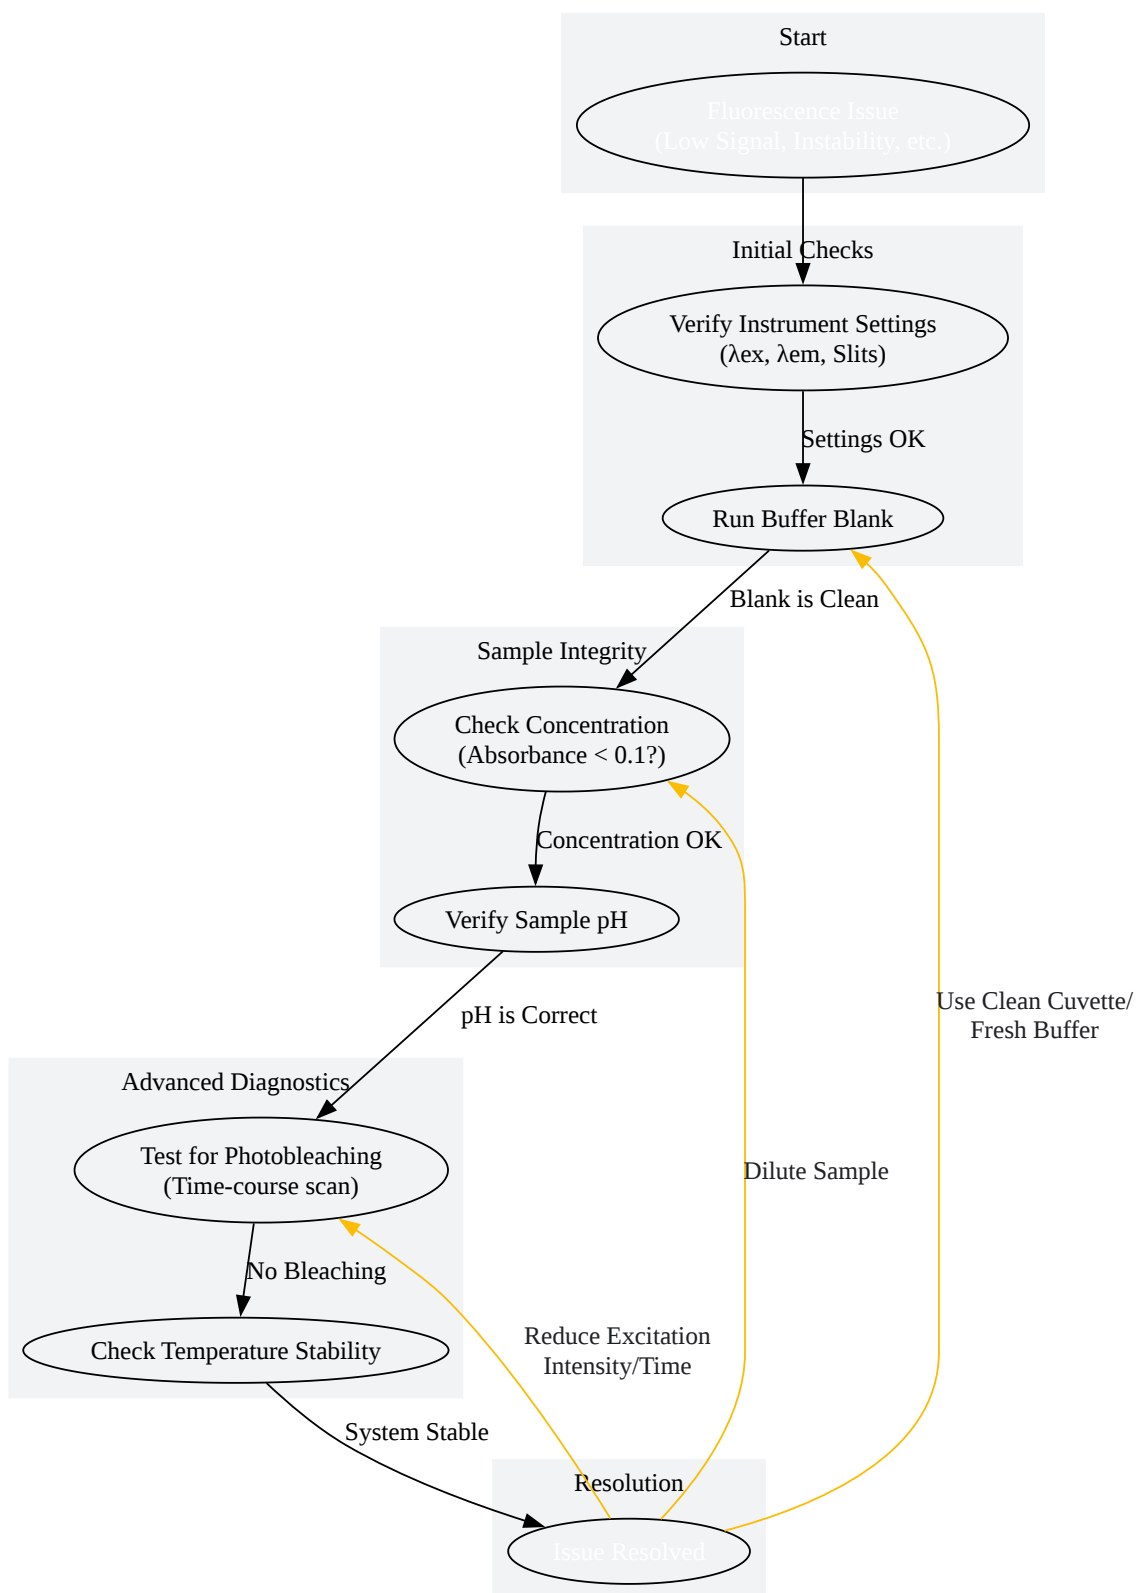 Start
Fluorescence Issue
(Low Signal, Instability, etc.)
Initial Checks
Verify Instrument Settings
(λex, λem, Slits)
Settings OK
Run Buffer Blank
Blank is Clean
Sample Integrity
Check Concentration
(Absorbance < 0.1?)
Concentration OK
Verify Sample pH
Use Clean Cuvette/
Fresh Buffer
pH is Correct
Advanced Diagnostics
Test for Photobleaching
(Time-course scan)
Dilute Sample
No Bleaching
Reduce Excitation
Intensity/Time
Check Temperature Stability
System Stable
Resolution
Issue Resolved